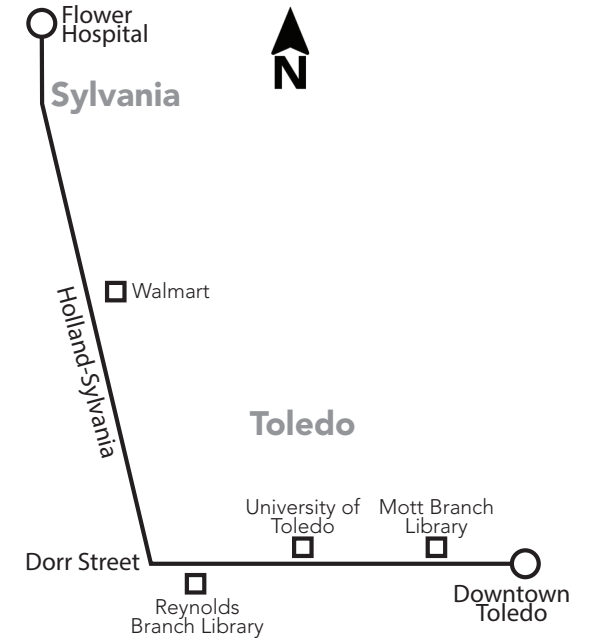 Flower
Hospital
N
Sylvania
Walmart
Holland-Sylvania
Toledo
University of
Toledo
Mott Branch
Library
Dorr Street
Reynolds
Branch Library
Downtown
Toledo